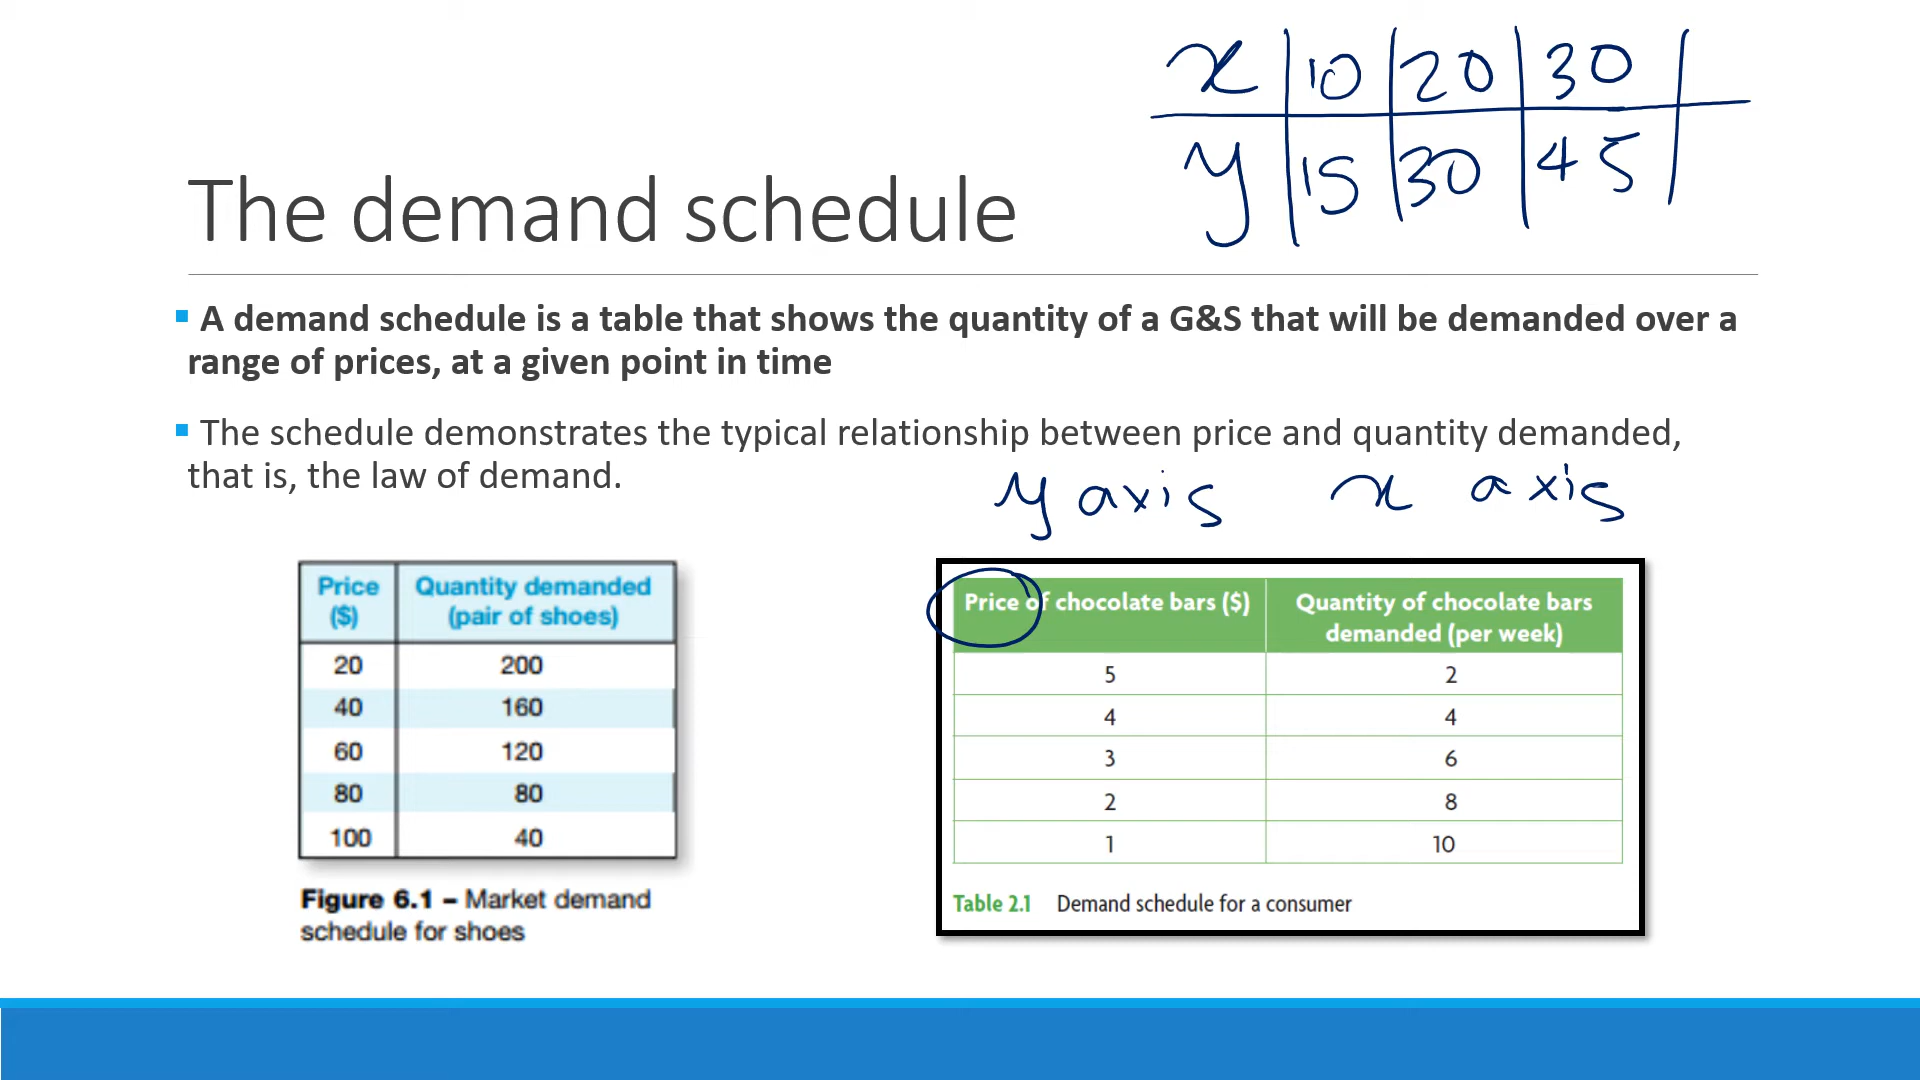 x 10 20 30
y 15 30 45
The demand schedule
A demand schedule is a table that shows the quantity of a G&S that will be demanded over a
range of prices, at a given point in time
The schedule demonstrates the typical relationship between price and quantity demanded,
that is, the law of demand.
y axis x axis
Price ($) Quantity demanded (pair of shoes)
20 200
40 160
60 120
80 80
100 40
Figure 6.1 – Market demand
schedule for shoes
Price of chocolate bars ($) Quantity of chocolate bars demanded (per week)
5 2
4 4
3 6
2 8
1 10
Table 2.1 Demand schedule for a consumer